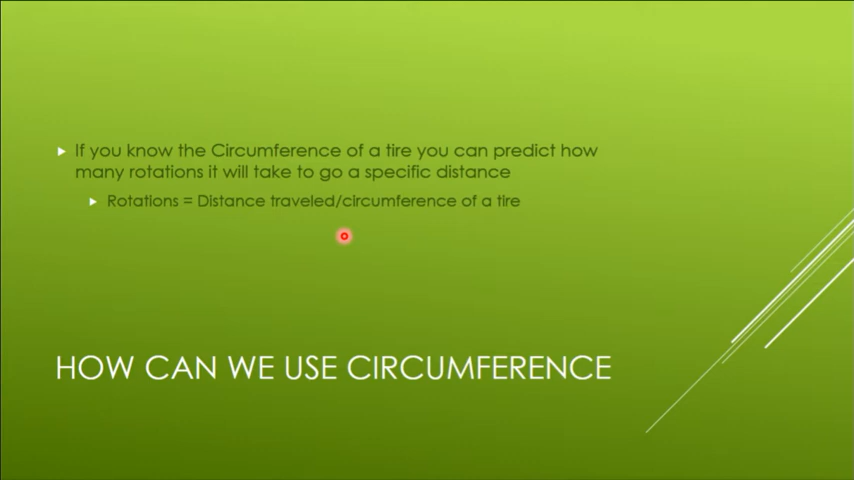 If you know the Circumference of a tire you can predict how
many rotations it will take to go a specific distance
Rotations = Distance traveled/circumference of a tire
HOW CAN WE USE CIRCUMFERENCE